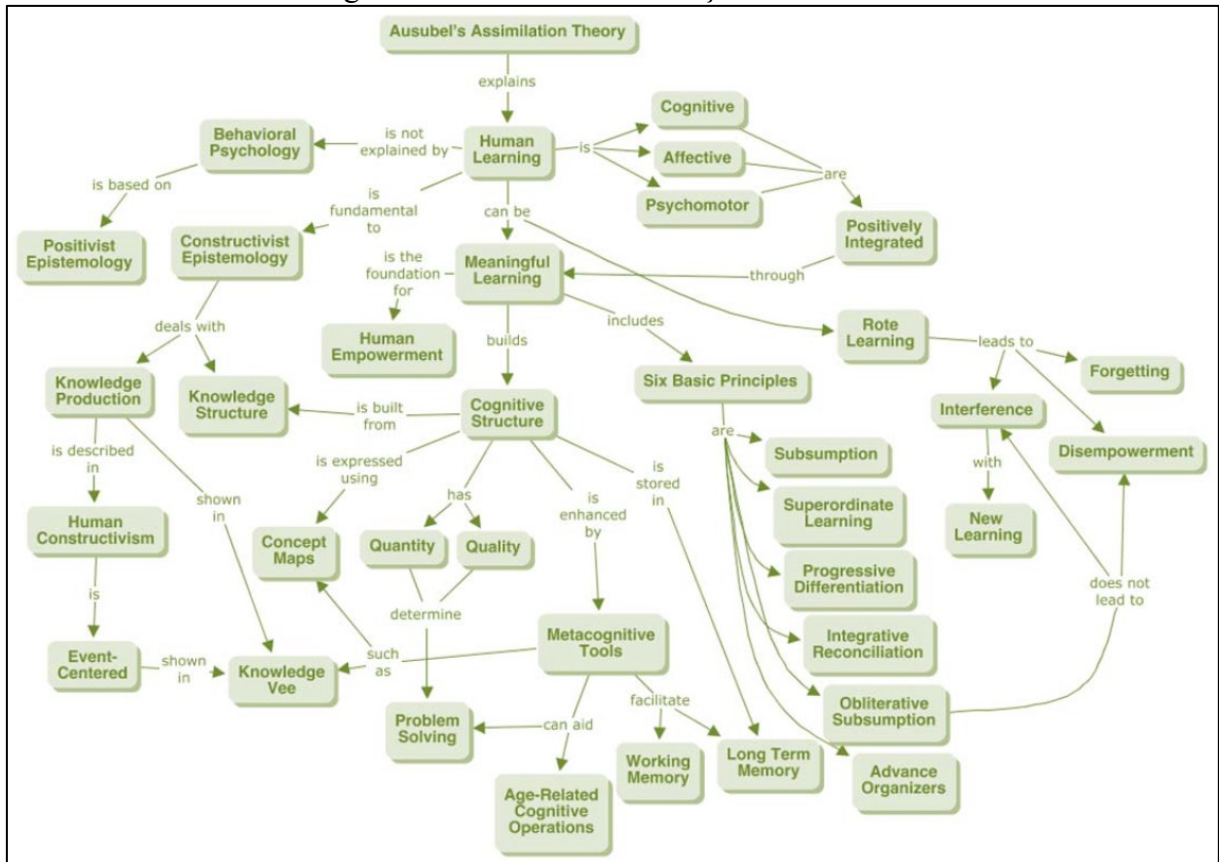 Ausubel's Assimilation Theory
explains
Human
Learning
is not
explained by
Behavioral
Psychology
is based on
Positivist
Epistemology
is
Cognitive
Affective
Psychomotor
are
Positively
Integrated
through
is
fundamental
to
Constructivist
Epistemology
can be
Meaningful
Learning
is the
foundation
for
Human
Empowerment
builds
includes
Rote
Learning
leads to
Forgetting
Interference
Disempowerment
with
New
Learning
does not
lead to
deals with
Knowledge
Production
Knowledge
Structure
is built
from
Cognitive
Structure
Six Basic Principles
are
Subsumption
Superordinate
Learning
Progressive
Differentiation
Integrative
Reconciliation
Obliterative
Subsumption
Advance
Organizers
is described
in
Human
Constructivism
is
Event-
Centered
shown
in
shown
in
Knowledge
Vee
is expressed
using
Concept
Maps
has
Quantity
Quality
determine
Problem
Solving
is
enhanced
by
Metacognitive
Tools
such
as
can aid
Age-Related
Cognitive
Operations
facilitate
Working
Memory
Long Term
Memory
is
stored
in